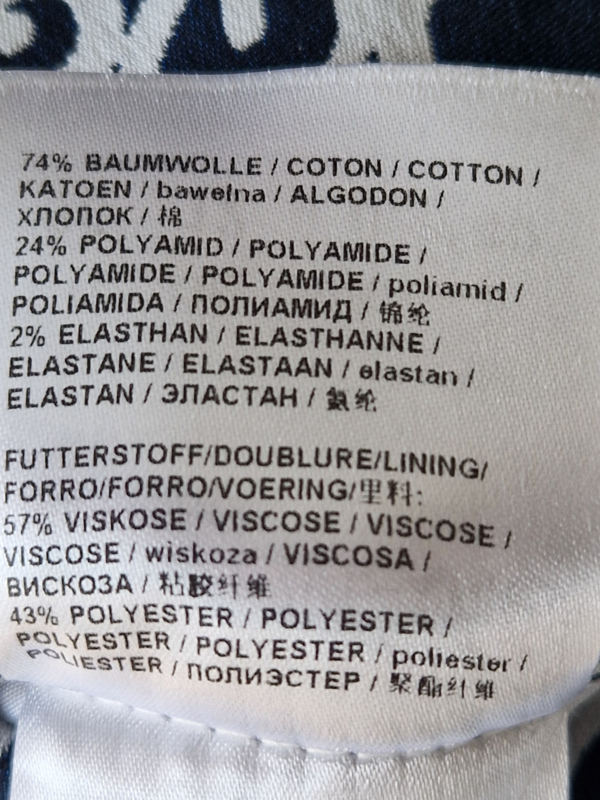 74% BAUMWOLLE / COTON / COTTON /
KATOEN / bawełna / ALGODON /
ХЛОПОК / 棉
24% POLYAMID / POLYAMIDE /
POLYAMIDE / POLYAMIDE / poliamid /
POLIAMIDA / ПОЛИАМИД / 锦纶
2% ELASTHAN / ELASTHANNE /
ELASTANE / ELASTAAN / elastan /
ELASTAN / ЭЛАСТАН / 氨纶
FUTTERSTOFF/DOUBLURE/LINING/
FORRO/FORRO/VOERING/里料:
57% VISKOSE / VISCOSE / VISCOSE /
VISCOSE / wiskoza / VISCOSA /
ВИСКОЗА / 粘胶纤维
43% POLYESTER / POLYESTER /
POLYESTER / POLYESTER / poliester /
POLIESTER / ПОЛИЭСТЕР / 聚酯纤维